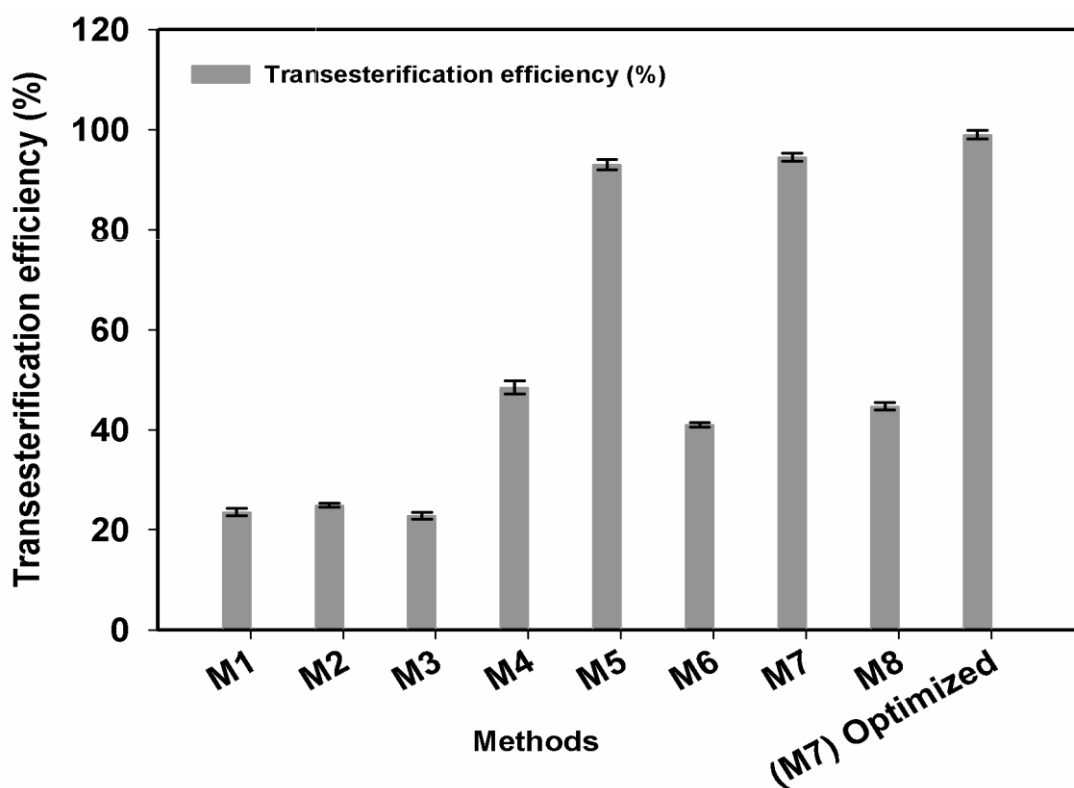 Transesterification efficiency (%)
120
100
80
60
40
20
0
Transesterification efficiency (%)
M1
M2
M3
M4
M5
M6
M7
M8
(M7) Optimized
Methods